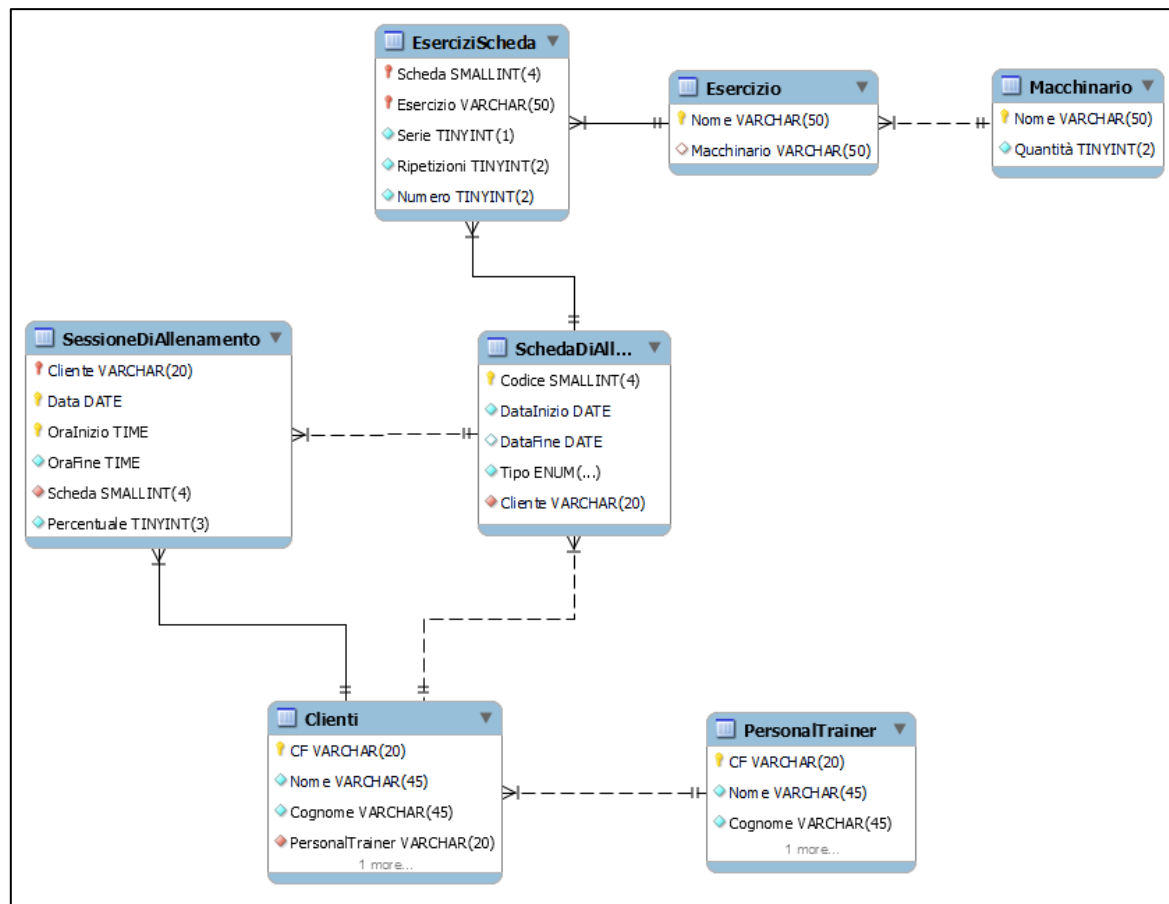 EserciziScheda
Scheda SMALLINT(4)
Esercizio VARCHAR(50)
Serie TINYINT(1)
Ripetizioni TINYINT(2)
Numero TINYINT(2)
Esercizio
Nome VARCHAR(50)
Macchinario VARCHAR(50)
Macchinario
Nome VARCHAR(50)
Quantità TINYINT(2)
SessioneDiAllenamento
Cliente VARCHAR(20)
Data DATE
OraInizio TIME
OraFine TIME
Scheda SMALLINT(4)
Percentuale TINYINT(3)
SchedaDiAll...
Codice SMALLINT(4)
DataInizio DATE
DataFine DATE
Tipo ENUM(...)
Cliente VARCHAR(20)
Clienti
CF VARCHAR(20)
Nome VARCHAR(45)
Cognome VARCHAR(45)
PersonalTrainer VARCHAR(20)
1 more...
PersonalTrainer
CF VARCHAR(20)
Nome VARCHAR(45)
Cognome VARCHAR(45)
1 more...